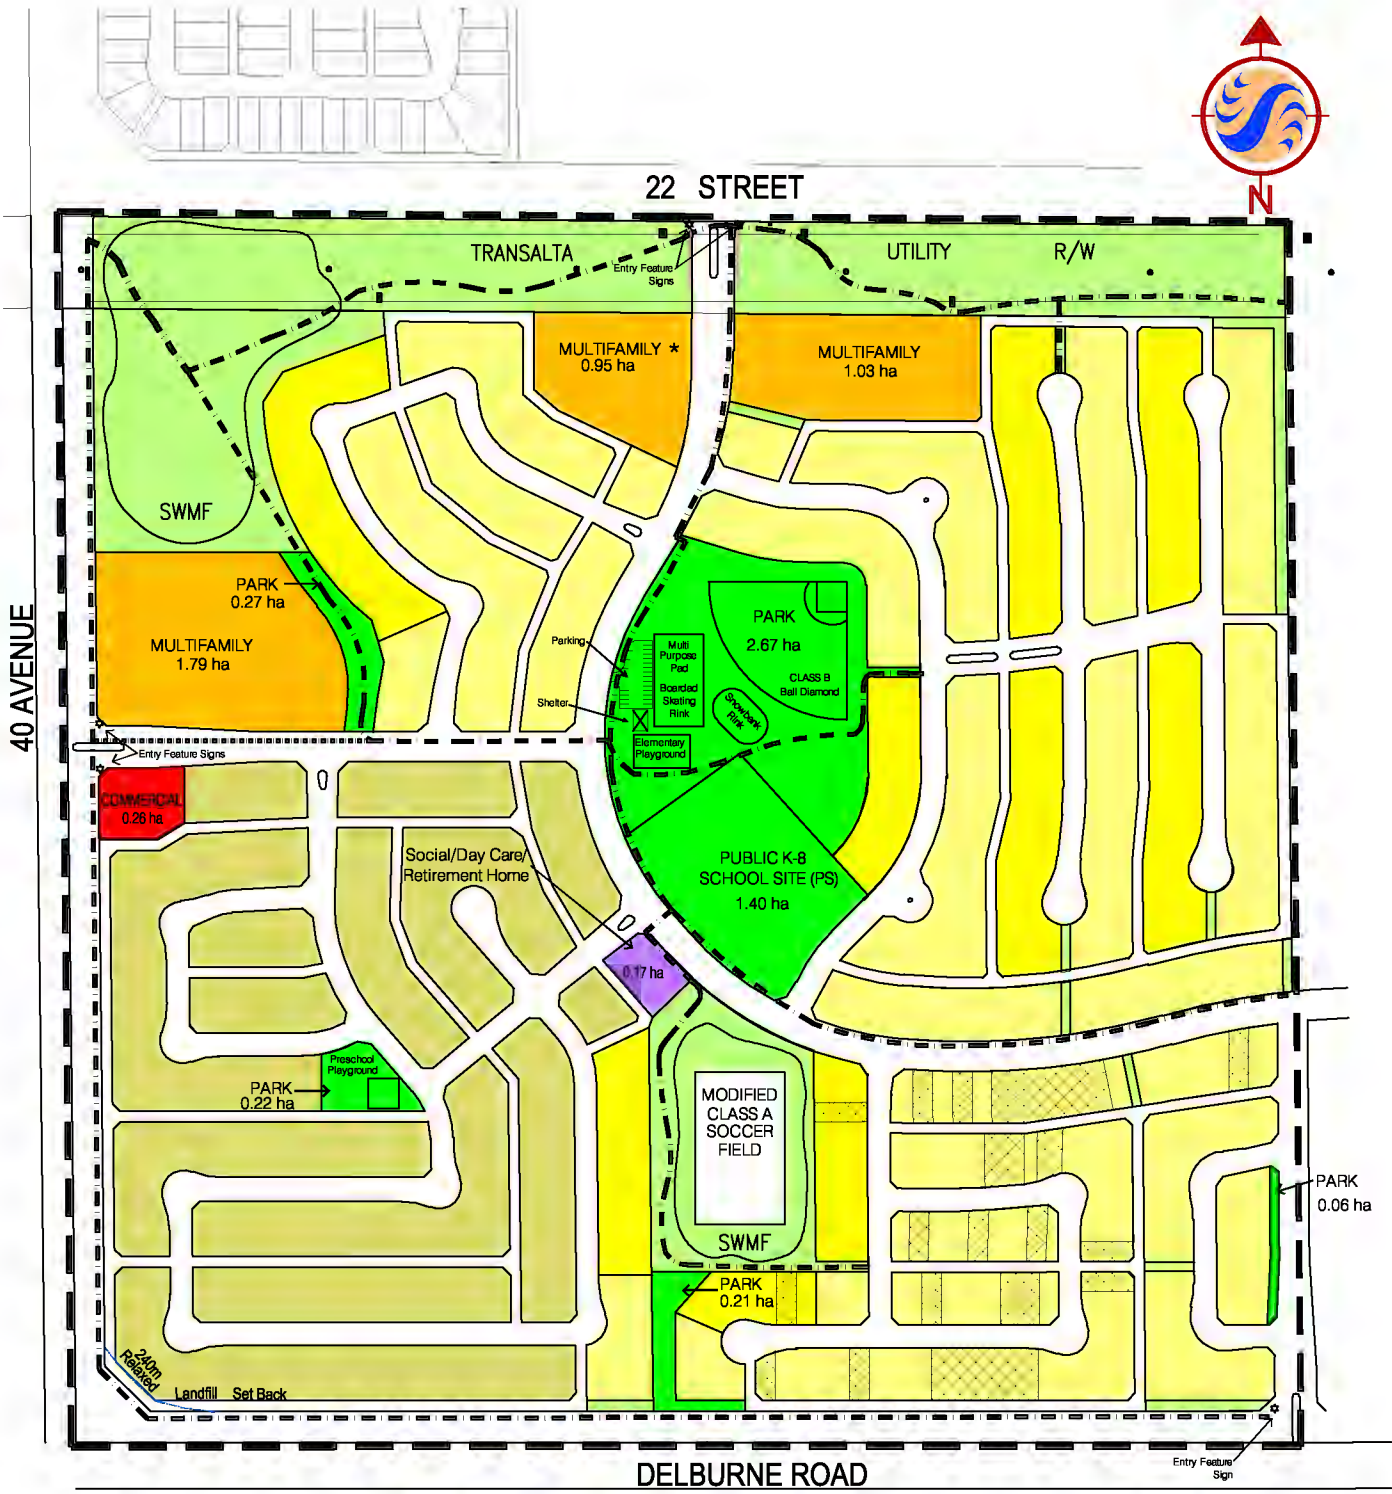 N
22 STREET
TRANSALTA
UTILITY
R/W
Entry Feature
Signs
MULTIFAMILY *
0.95 ha
MULTIFAMILY
1.03 ha
SWMF
PARK
0.27 ha
MULTIFAMILY
1.79 ha
40 AVENUE
PARK
2.67 ha
CLASS B
Ball Diamond
Parking
Multi
Purpose
Pad
Boarded
Skating
Rink
Shelter
Snowbank
Rink
Elementary
Playground
Entry Feature Signs
COMMERCIAL
0.26 ha
Social/Day Care/
Retirement Home
PUBLIC K-8
SCHOOL SITE (PS)
1.40 ha
0.17 ha
Preschool
Playground
PARK
0.22 ha
MODIFIED
CLASS A
SOCCER
FIELD
SWMF
PARK
0.06 ha
PARK
0.21 ha
240m
Relaxed
Landfill Set Back
Entry Feature
Sign
DELBURNE ROAD